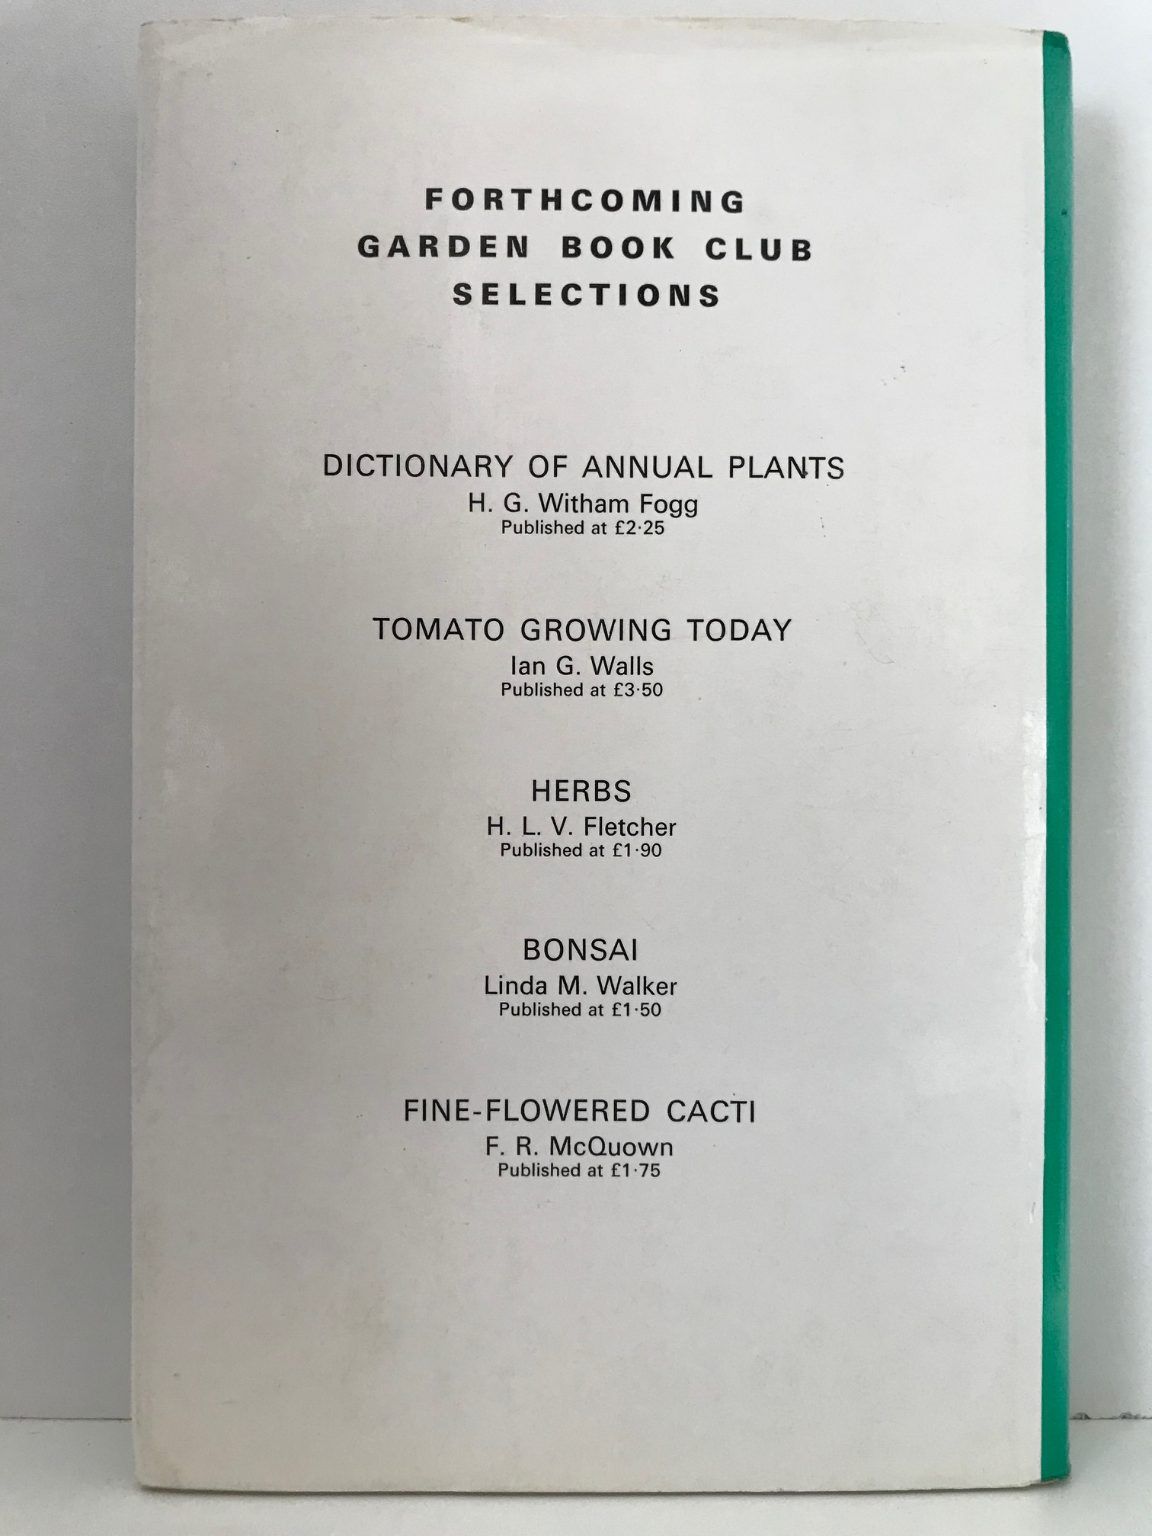 FORTHCOMING
GARDEN BOOK CLUB
SELECTIONS
DICTIONARY OF ANNUAL PLANTS
H. G. Witham Fogg
Published at £2·25
TOMATO GROWING TODAY
Ian G. Walls
Published at £3·50
HERBS
H. L. V. Fletcher
Published at £1·90
BONSAI
Linda M. Walker
Published at £1·50
FINE-FLOWERED CACTI
F. R. McQuown
Published at £1·75